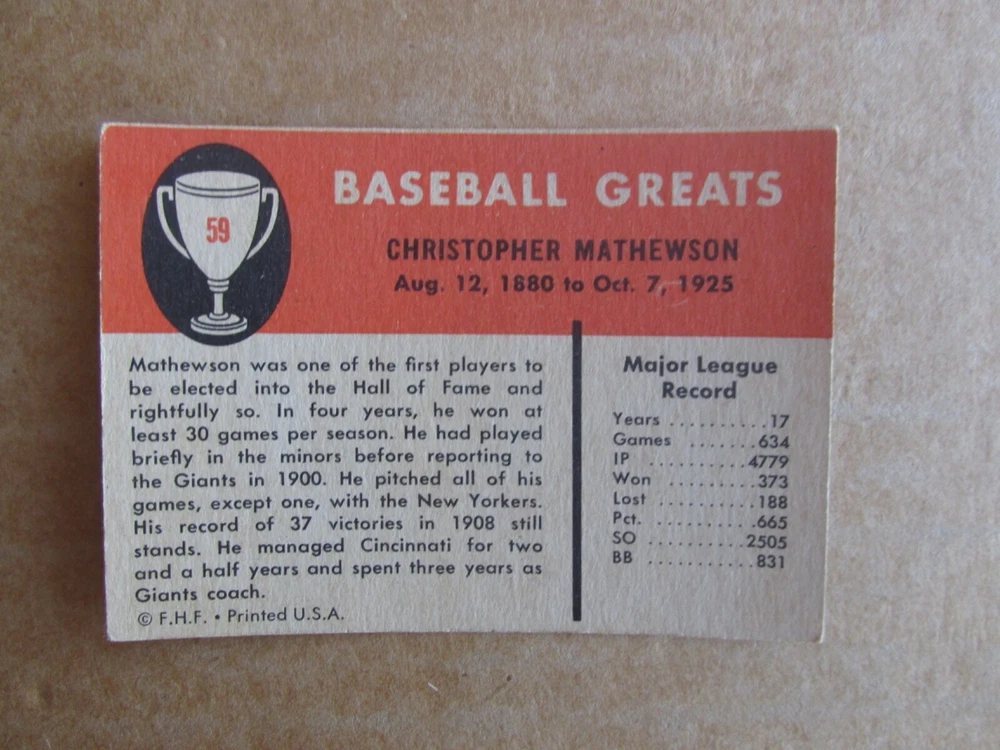 59
BASEBALL GREATS
CHRISTOPHER MATHEWSON
Aug. 12, 1880 to Oct. 7, 1925
Mathewson was one of the first players to
be elected into the Hall of Fame and
rightfully so. In four years, he won at
least 30 games per season. He had played
briefly in the minors before reporting to
the Giants in 1900. He pitched all of his
games, except one, with the New Yorkers.
His record of 37 victories in 1908 still
stands. He managed Cincinnati for two
and a half years and spent three years as
Giants coach.
© F.H.F. • Printed U.S.A.
Major League
Record
Years ..........17
Games .......634
IP ..........4779
Won .........373
Lost ..........188
Pct. ..........665
SO ..........2505
BB ...........831